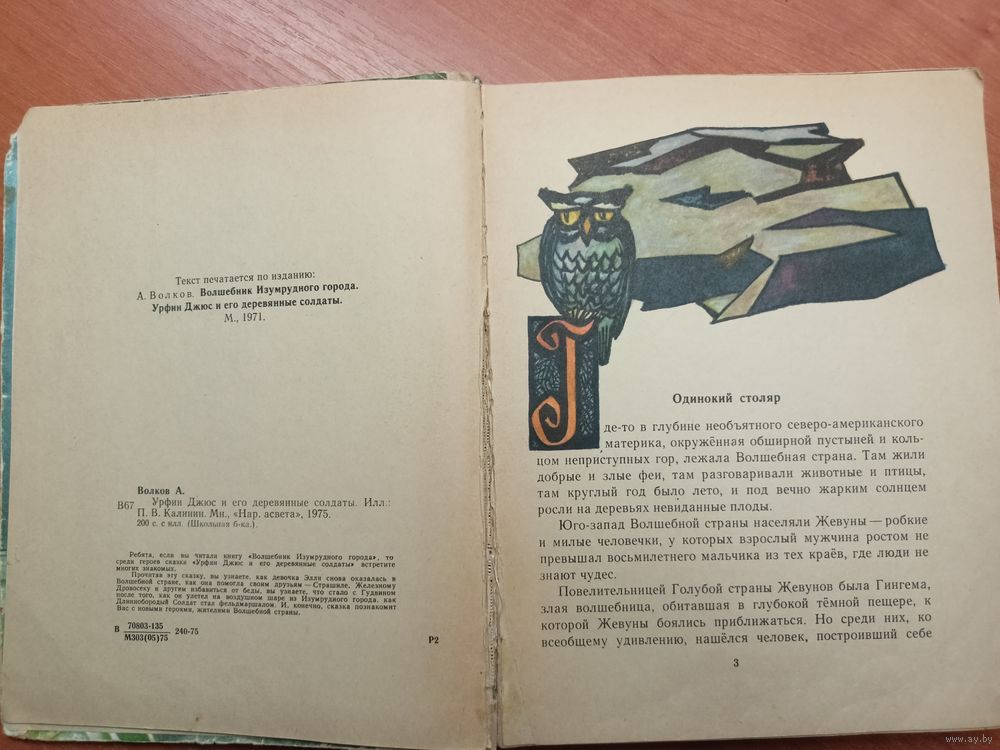 Текст печатается по изданию:
А. Волков. Волшебник Изумрудного города.
Урфин Джюс и его деревянные солдаты.
М., 1971.
Волков А.
В67 Урфин Джюс и его деревянные солдаты. Илл.:
П. В. Калинин. Мн., «Нар. асвета», 1975.
200 с. с илл. (Школьная б-ка).
Ребята, если вы читали книгу «Волшебник Изумрудного города», то
среди героев сказки «Урфин Джюс и его деревянные солдаты» встретите
многих знакомых.
Прочитав эту сказку, вы узнаете, как девочка Элли снова оказалась в
Волшебной стране, как она помогла своим друзьям — Страшиле, Железному
Дровосеку и другим избавиться от беды, вы узнаете, что стало с Гудвином
после того, как он улетел на воздушном шаре из Изумрудного города, как
Длиннобородый Солдат стал фельдмаршалом. И, конечно, сказка познакомит
Вас с новыми героями, жителями Волшебной страны.
В 70803-135
М303(05)75 240-75
Р2
Одинокий столяр
Где-то в глубине необъятного северо-американского
материка, окружённая обширной пустыней и коль-
цом неприступных гор, лежала Волшебная страна. Там жили
добрые и злые феи, там разговаривали животные и птицы,
там круглый год было лето, и под вечно жарким солнцем
росли на деревьях невиданные плоды.
Юго-запад Волшебной страны населяли Жевуны — робкие
и милые человечки, у которых взрослый мужчина ростом не
превышал восьмилетнего мальчика из тех краёв, где люди не
знают чудес.
Повелительницей Голубой страны Жевунов была Гингема,
злая волшебница, обитавшая в глубокой тёмной пещере, к
которой Жевуны боялись приближаться. Но среди них, ко
всеобщему удивлению, нашёлся человек, построивший себе
3
www.ay.by